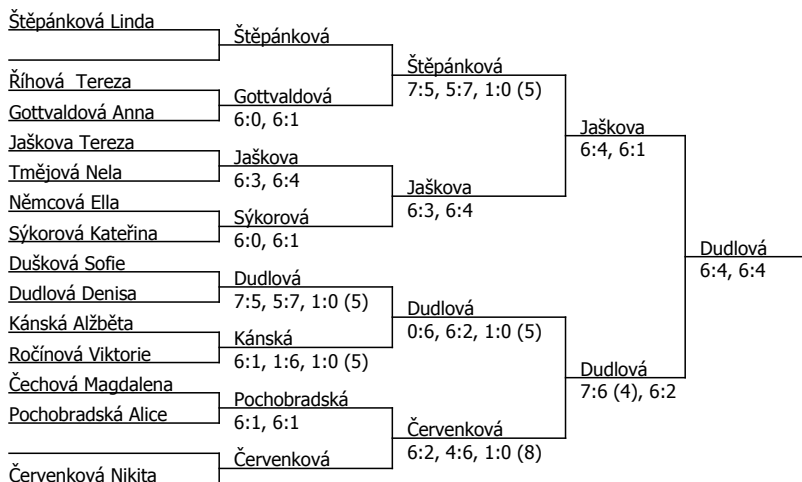 Štěpánková Linda
Říhová  Tereza
Gottvaldová Anna
Jaškova Tereza
Tmějová Nela
Němcová Ella
Sýkorová Kateřina
Dušková Sofie
Dudlová Denisa
Kánská Alžběta
Ročínová Viktorie
Čechová Magdalena
Pochobradská Alice
Červenková Nikita
Štěpánková
Gottvaldová
6:0, 6:1
Jaškova
6:3, 6:4
Sýkorová
6:0, 6:1
Dudlová
7:5, 5:7, 1:0 (5)
Kánská
6:1, 1:6, 1:0 (5)
Pochobradská
6:1, 6:1
Červenková
Štěpánková
7:5, 5:7, 1:0 (5)
Jaškova
6:3, 6:4
Dudlová
0:6, 6:2, 1:0 (5)
Červenková
6:2, 4:6, 1:0 (8)
Jaškova
6:4, 6:1
Dudlová
7:6 (4), 6:2
Dudlová
6:4, 6:4